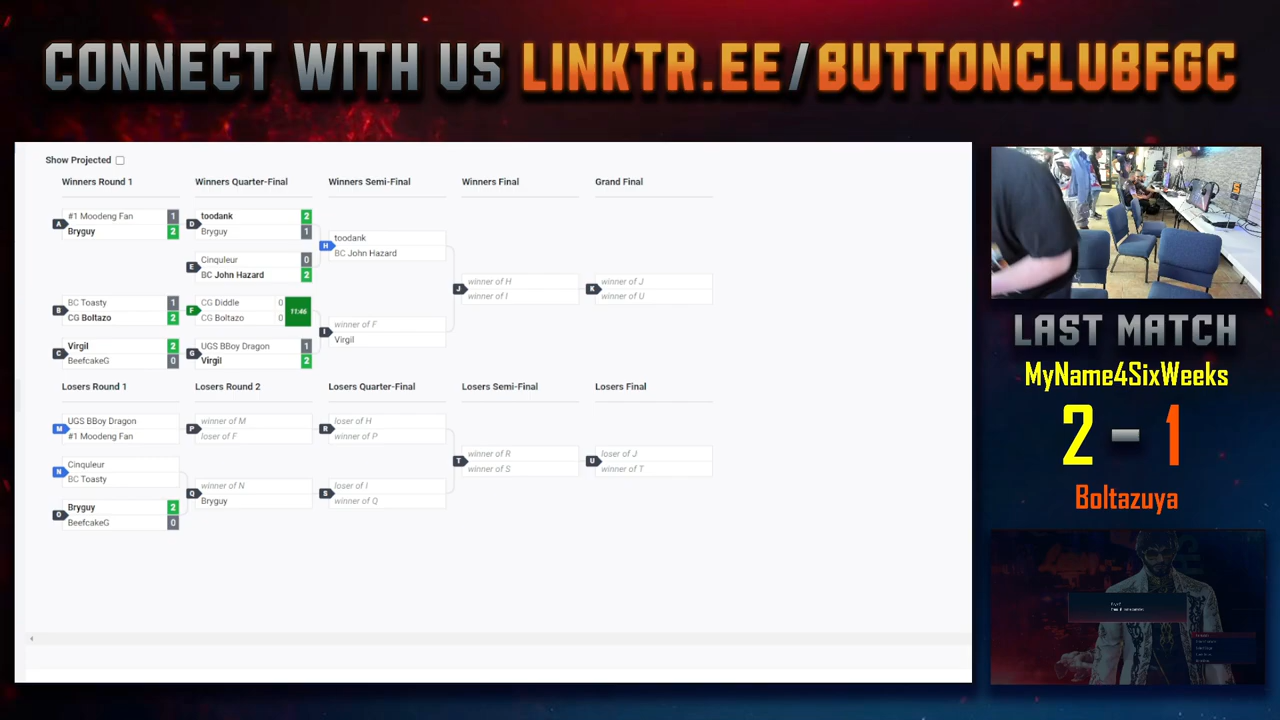 CONNECT WITH US LINKTR.EE/BUTTONCLUBFGC
Show Projected
Winners Round 1
Winners Quarter-Final
Winners Semi-Final
Winners Final
Grand Final
A
#1 Moodeng Fan 1
Bryguy 2
D
toodank 2
Bryguy 1
H
toodank
BC John Hazard
E
Cinquleur 0
BC John Hazard 2
J
winner of H
winner of I
K
winner of J
winner of U
B
BC Toasty 1
CG Boltazo 2
F
CG Diddle 0
CG Boltazo 0
11:46
I
winner of F
Virgil
C
Virgil 2
BeefcakeG 0
G
UGS BBoy Dragon 1
Virgil 2
Losers Round 1
Losers Round 2
Losers Quarter-Final
Losers Semi-Final
Losers Final
M
UGS BBoy Dragon
#1 Moodeng Fan
P
winner of M
loser of F
R
loser of H
winner of P
T
winner of R
winner of S
U
loser of J
winner of T
N
Cinquleur
BC Toasty
Q
winner of N
Bryguy
S
loser of I
winner of Q
O
Bryguy 2
BeefcakeG 0
LAST MATCH
MyName4SixWeeks
2 - 1
Boltazuya